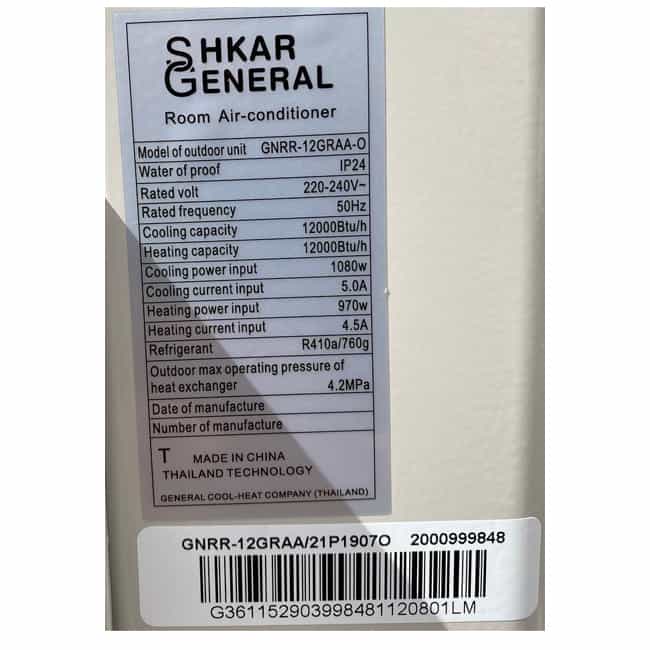 SHKAR
GENERAL
Room Air-conditioner
Model of outdoor unit GNRR-12GRAA-O
Water of proof IP24
Rated volt 220-240V~
Rated frequency 50Hz
Cooling capacity 12000Btu/h
Heating capacity 12000Btu/h
Cooling power input 1080w
Cooling current input 5.0A
Heating power input 970w
Heating current input 4.5A
Refrigerant R410a/760g
Outdoor max operating pressure of
heat exchanger 4.2MPa
Date of manufacture
Number of manufacture
T MADE IN CHINA
THAILAND TECHNOLOGY
GENERAL COOL-HEAT COMPANY (THAILAND)
GNRR-12GRAA/21P1907O 2000999848
G361152903998481120801LM